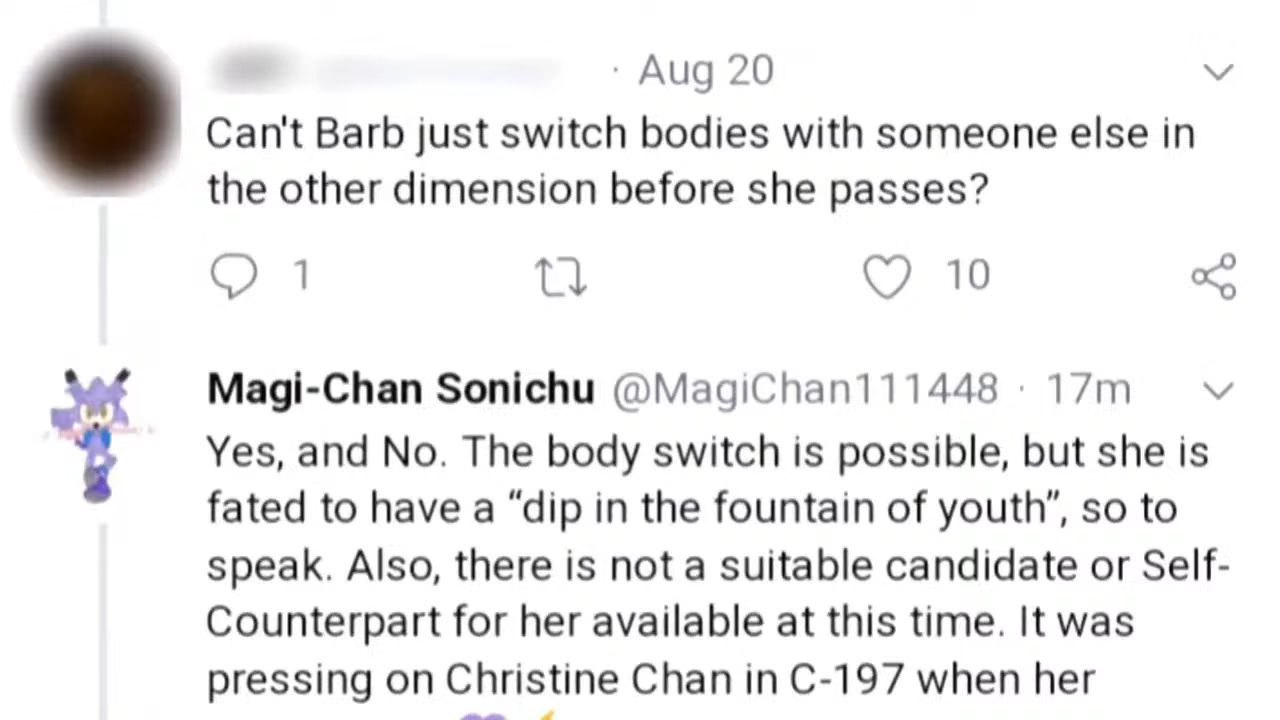 · Aug 20
Can't Barb just switch bodies with someone else in
the other dimension before she passes?
1
10
Magi-Chan Sonichu @MagiChan111448 · 17m
Yes, and No. The body switch is possible, but she is
fated to have a “dip in the fountain of youth”, so to
speak. Also, there is not a suitable candidate or Self-
Counterpart for her available at this time. It was
pressing on Christine Chan in C-197 when her